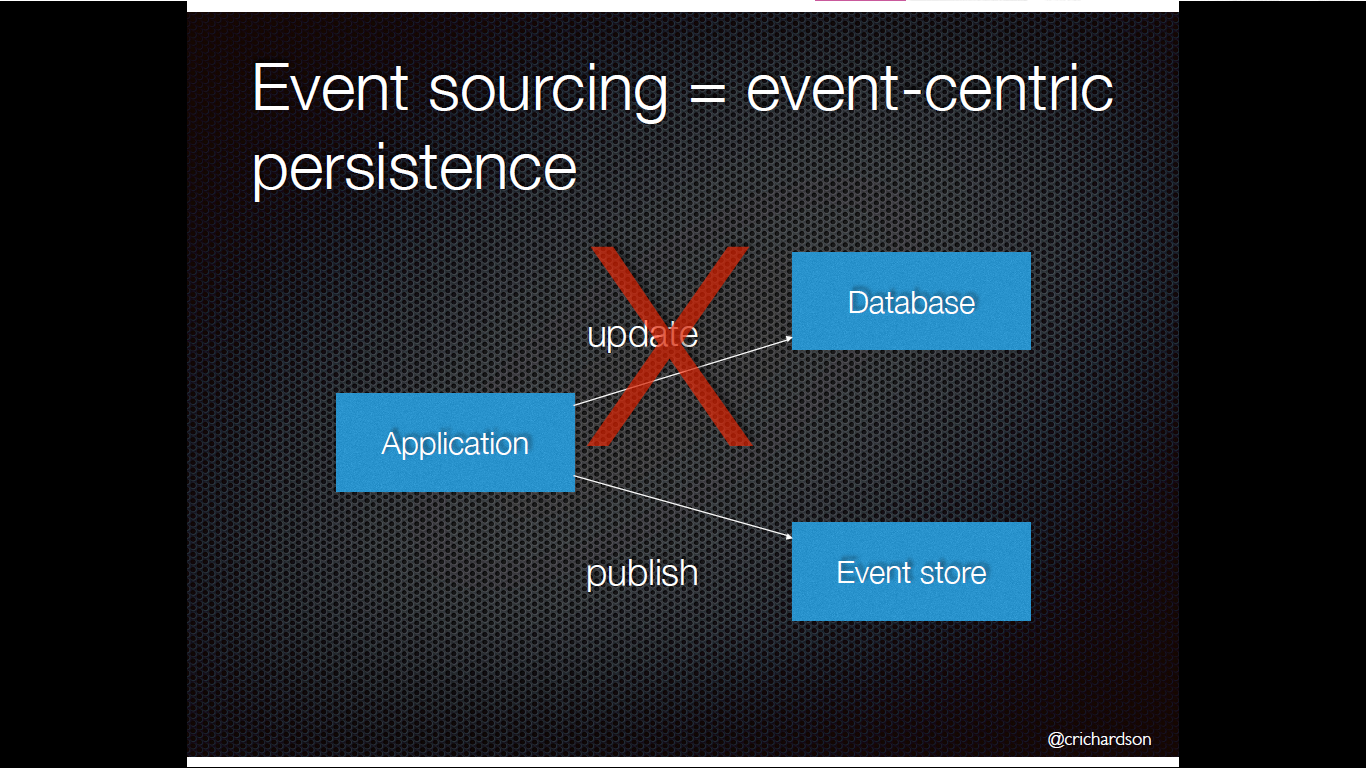 Event sourcing = event-centric
persistence
Database
update
Application
Event store
publish
@crichardson